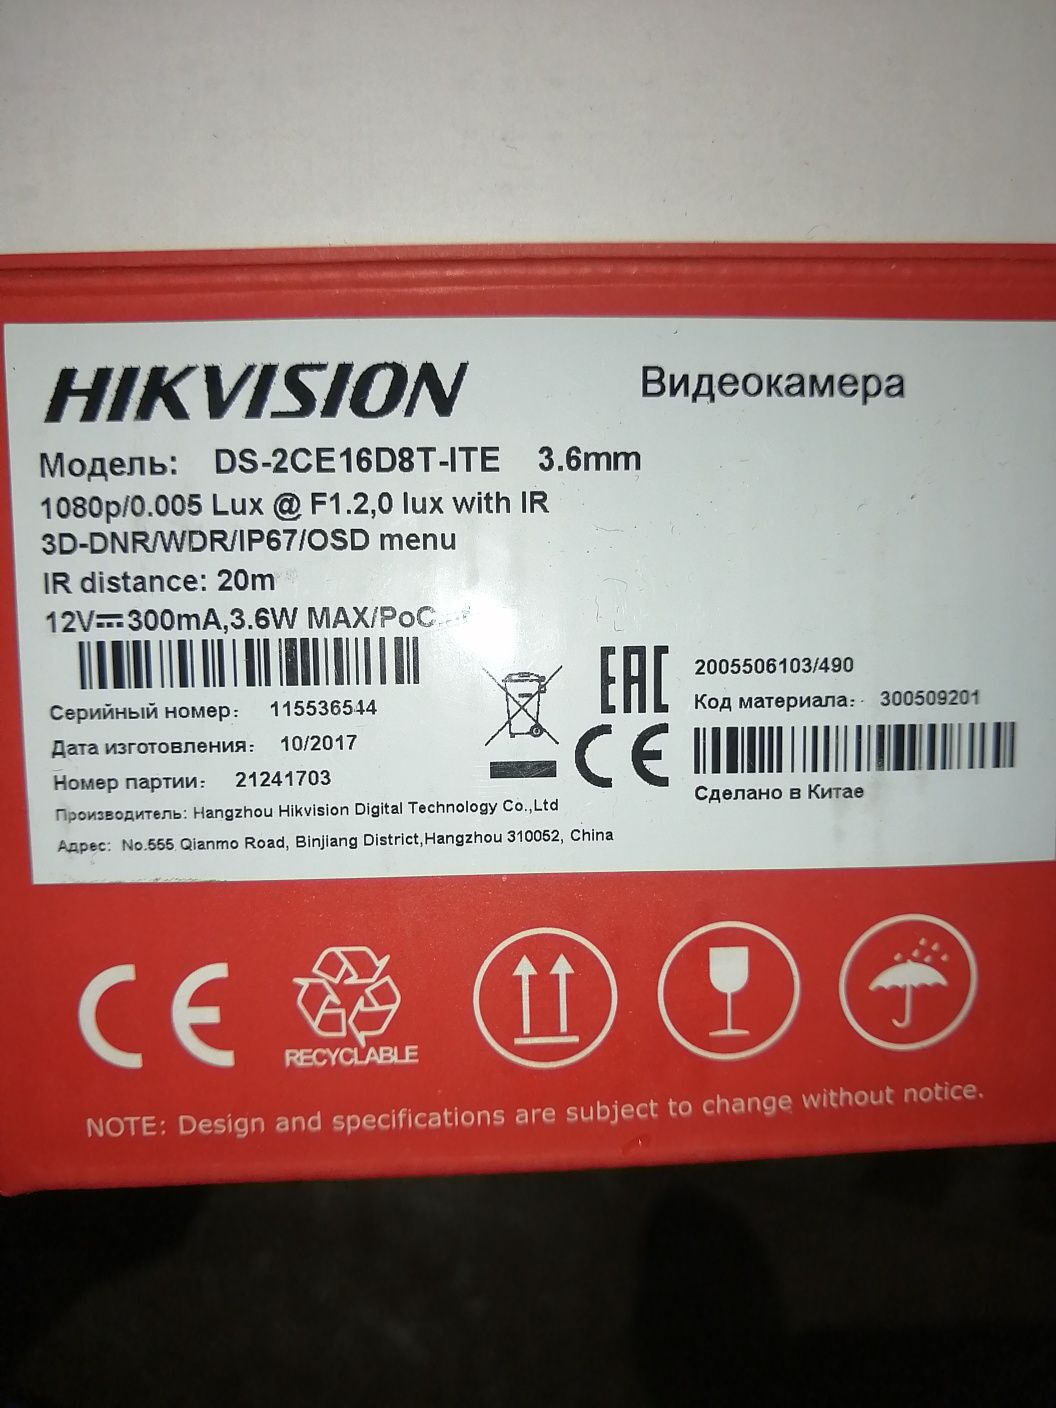 HIKVISION
Видеокамера
Модель: DS-2CE16D8T-ITE 3.6mm
1080p/0.005 Lux @ F1.2,0 lux with IR
3D-DNR/WDR/IP67/OSD menu
IR distance: 20m
12V⎓300mA,3.6W MAX/PoC
Серийный номер: 115536544
Дата изготовления: 10/2017
Номер партии: 21241703
Производитель: Hangzhou Hikvision Digital Technology Co.,Ltd
Адрес: No.555 Qianmo Road, Binjiang District,Hangzhou 310052, China
EAC
CE
2005506103/490
Код материала: 300509201
Сделано в Китае
CE
RECYCLABLE
NOTE: Design and specifications are subject to change without notice.